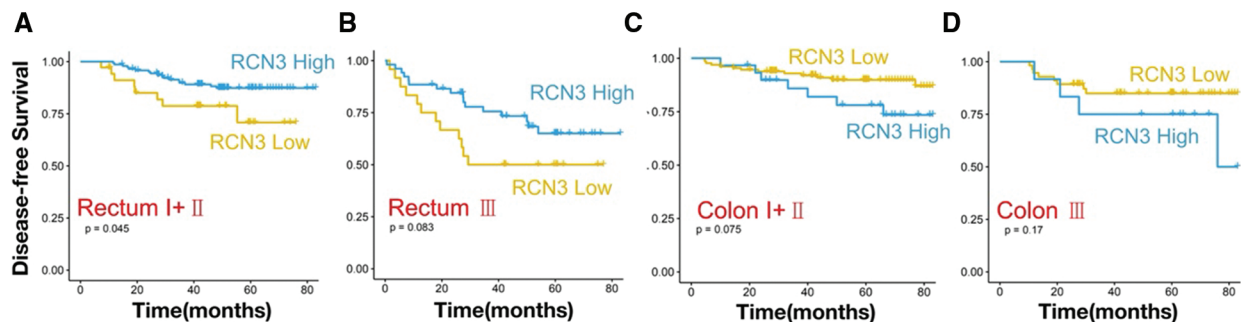 A
Disease-free Survival
1.00
0.75
0.50
0.25
0.00
RCN3 High
RCN3 Low
Rectum I+ Ⅱ
p = 0.045
0 20 40 60 80
Time(months)
B
1.00
0.75
0.50
0.25
0.00
RCN3 High
RCN3 Low
Rectum Ⅲ
p = 0.083
0 20 40 60 80
Time(months)
C
1.00
0.75
.0.50
0.25
0.00
RCN3 Low
RCN3 High
Colon I+ Ⅱ
p = 0.075
0 20 40 60 80
Time(months)
D
1.00
0.75
0.50
0.25
0.00
RCN3 Low
RCN3 High
Colon Ⅲ
p = 0.17
0 20 40 60 80
Time(months)